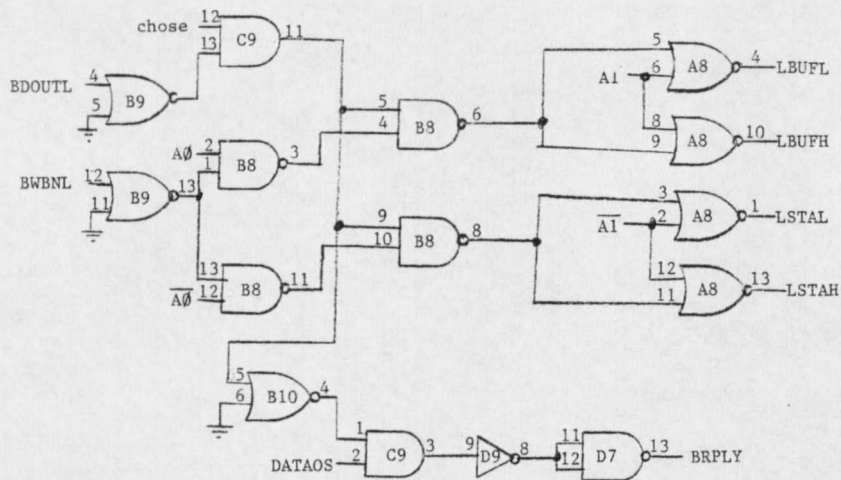 12
chose C9 11
13
BDOUTL 4
5 B9
5 A8 4 LBUFL
A1 6
8 A8 10 LBUFH
9
5 B8 6
4
AØ 2 B8 3
1
BWBNL 12 B9 13
11
9 B8 8
10
3 A8 1 LSTAL
A1 2
12 A8 13 LSTAH
11
13 B8 11
AØ 12
5 B10 4
6
1 C9 3
DATAOS 2
9 D9 8
11 D7 13 BRPLY
12